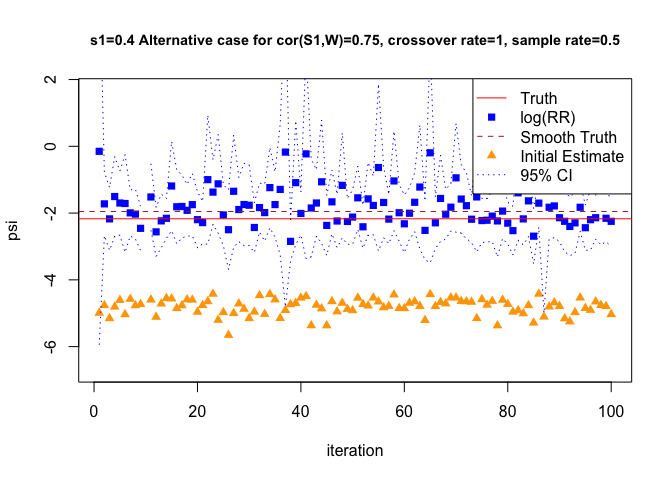 s1=0.4 Alternative case for cor(S1,W)=0.75, crossover rate=1, sample rate=0.5
Truth
log(RR)
Smooth Truth
Initial Estimate
95% CI
psi
2
0
-2
-4
-6
0 20 40 60 80 100
iteration